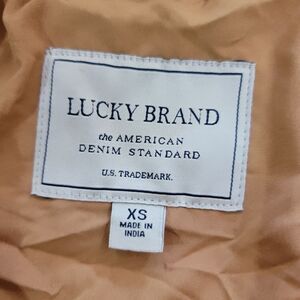 LUCKY BRAND
the AMERICAN
DENIM STANDARD
U.S. TRADEMARK.
XS
MADE IN
INDIA